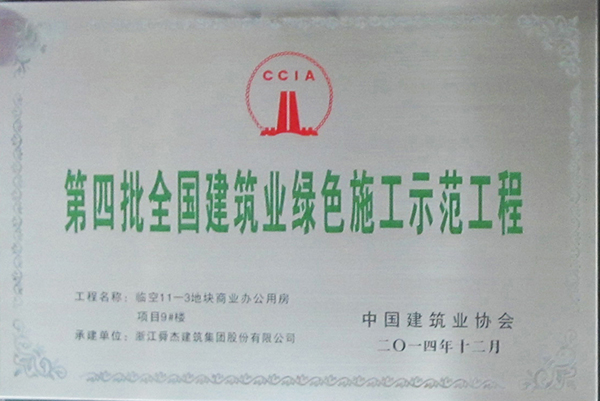 CCIA
第四批全国建筑业绿色施工示范工程
工程名称：临空11—3地块商业办公用房
项目9#楼
承建单位：浙江舜杰建筑集团股份有限公司
中国建筑业协会
二〇一四年十二月